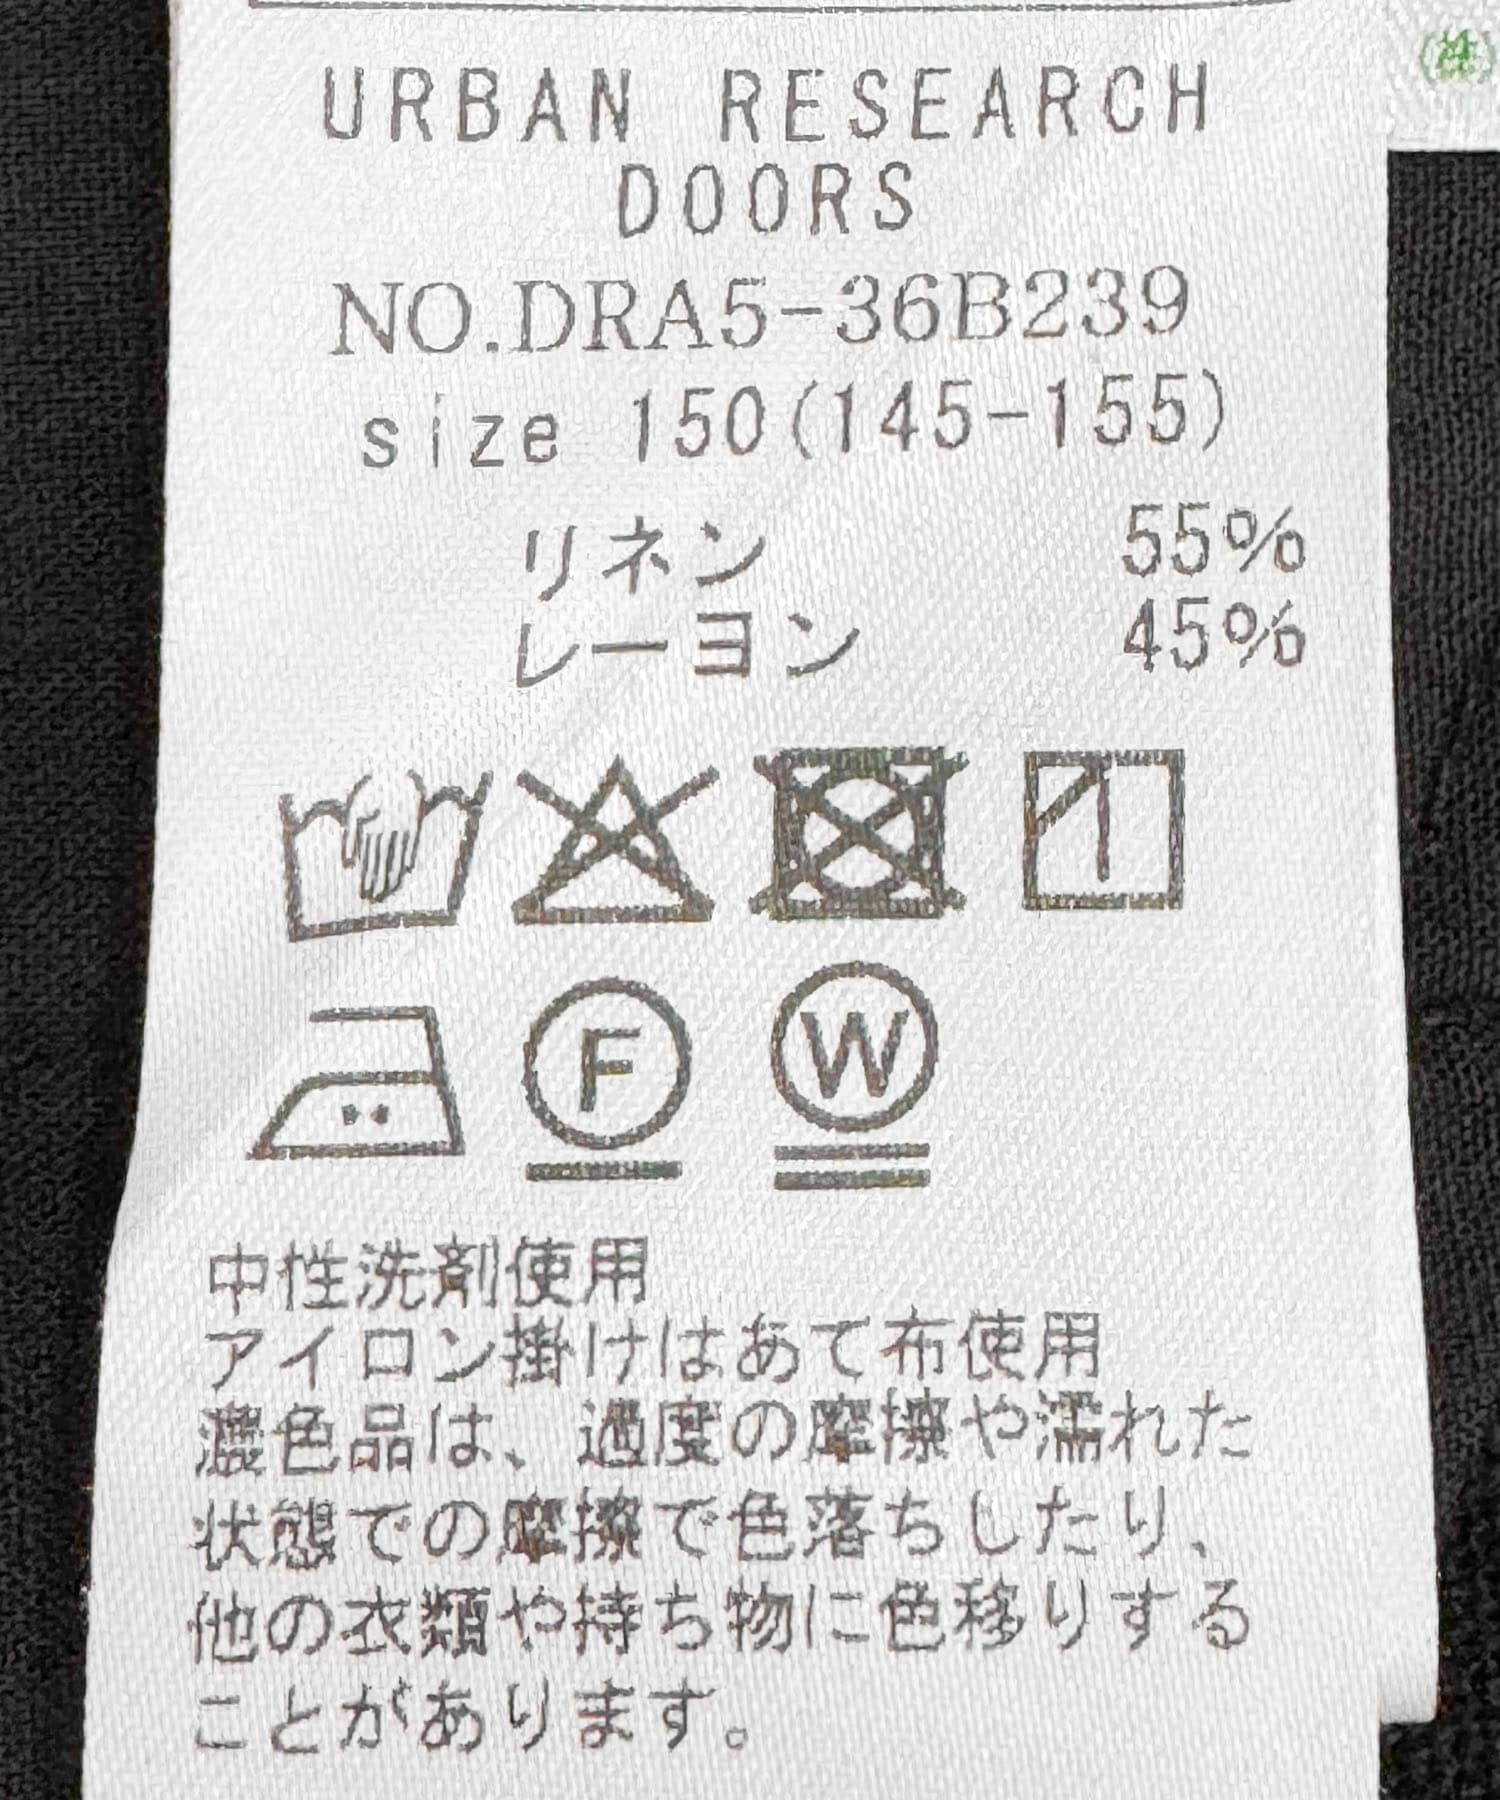 URBAN RESEARCH
DOORS
NO.DRA5-36B239
size 150(145-155)
リネン 55%
レーヨン 45%
F W
中性洗剤使用
アイロン掛けはあて布使用
濃色品は、過度の摩擦や濡れた
状態での摩擦で色落ちしたり、
他の衣類や持ち物に色移りする
ことがあります。